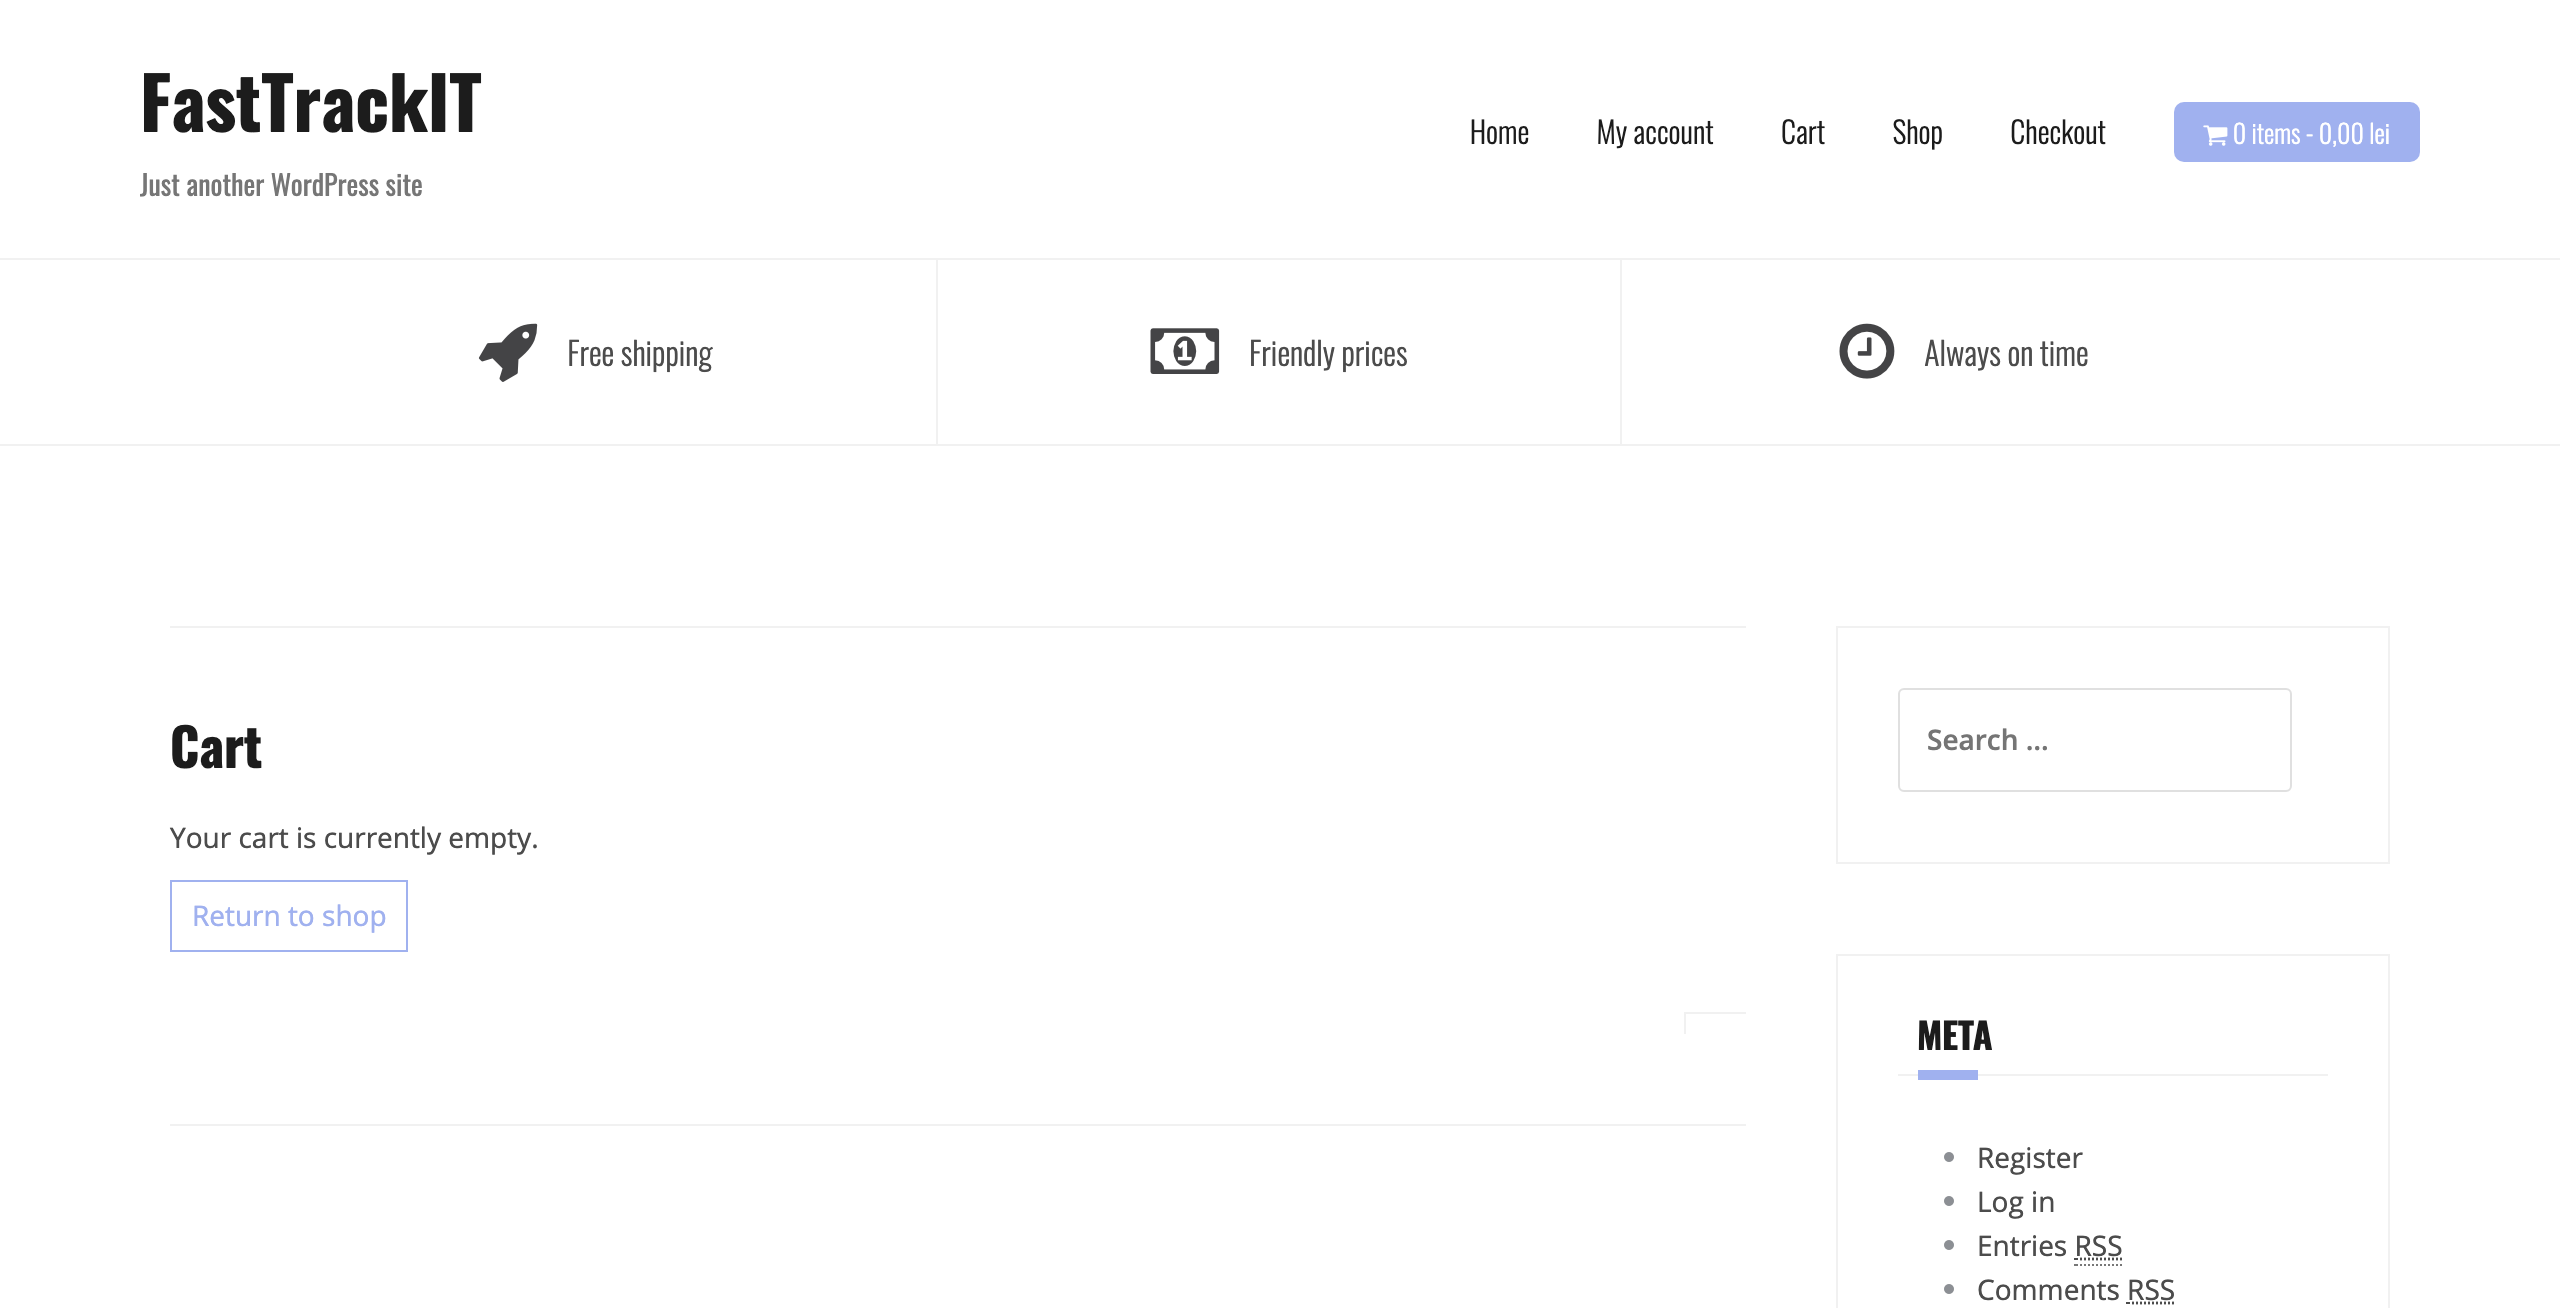 FastTrackIT
Just another WordPress site
Home My account Cart Shop Checkout 0 items - 0,00 lei
Free shipping Friendly prices Always on time
Cart
Your cart is currently empty.
Return to shop
Search ...
META
Register
Log in
Entries RSS
Comments RSS